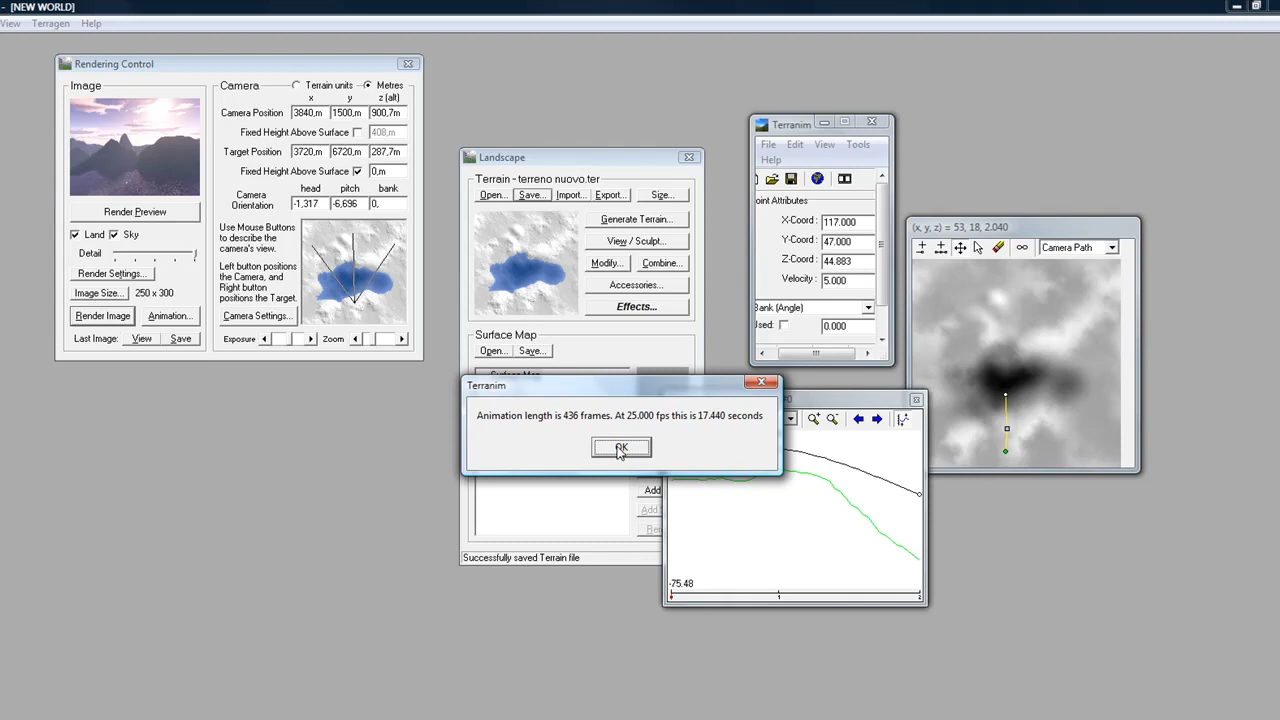 - [NEW WORLD]
View Terragen Help
Rendering Control
Image
Render Preview
Land Sky
Detail
Render Settings...
Image Size... 250 x 300
Render Image Animation...
Last Image: View Save
Camera Terrain units Metres
x y z (alt)
Camera Position 3840,m 1500,m 900,7m
Fixed Height Above Surface 408,m
Target Position 3720,m 6720,m 287,7m
Fixed Height Above Surface 0,m
head pitch bank
Camera Orientation -1,317 -6,696 0,
Use Mouse Buttons
to describe the
camera's view.
Left button positions
the Camera, and
Right button
positions the Target.
Camera Settings...
Exposure Zoom
Landscape
Terrain - terreno nuovo.ter
Open... Save... Import... Export... Size...
Generate Terrain...
View / Sculpt...
Modify... Combine...
Accessories...
Effects...
Surface Map
Open... Save...
Surface Map
Add
Add
Successfully saved Terrain file
Terranim
Animation length is 436 frames. At 25.000 fps this is 17.440 seconds
OK
Terranim
File Edit View Tools
Help
oint Attributes
X-Coord : 117.000
Y-Coord : 47.000
Z-Coord : 44.883
Velocity : 5.000
Bank (Angle)
Used: 0.000
(x, y, z) = 53, 18, 2.040
Camera Path
-75.48
1 2